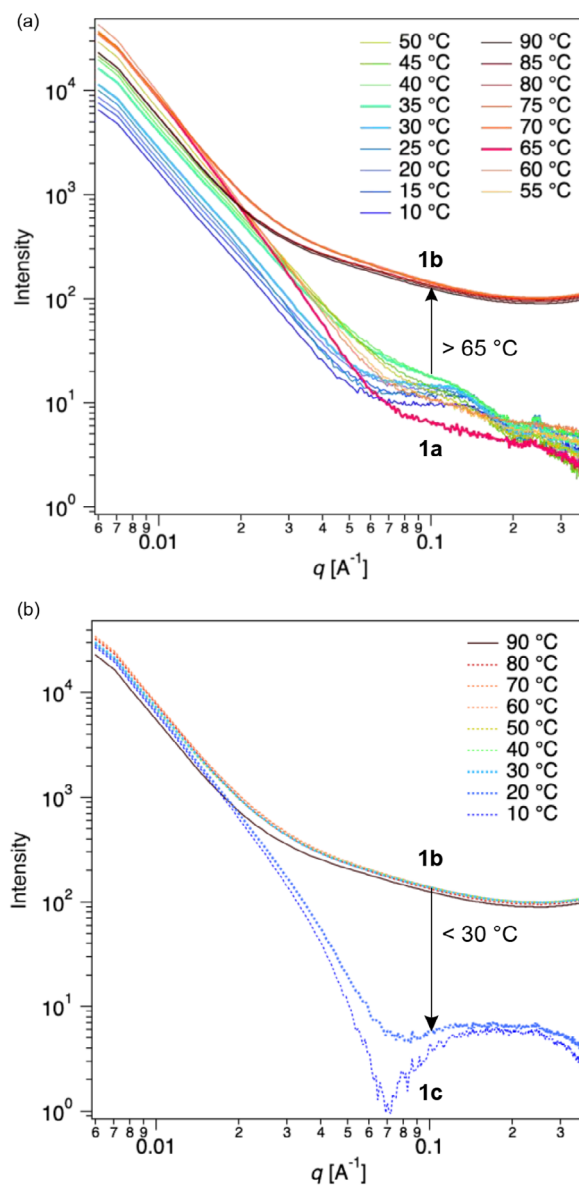 (a)
50 °C 90 °C
45 °C 85 °C
40 °C 80 °C
35 °C 75 °C
30 °C 70 °C
25 °C 65 °C
20 °C 60 °C
15 °C 55 °C
10 °C
Intensity
10⁴
10³
10²
10¹
10⁰
1b
> 65 °C
1a
6 7 8 9 2 3 4 5 6 7 8 9 2 3
0.01 0.1
q [A⁻¹]
(b)
90 °C
80 °C
70 °C
60 °C
50 °C
40 °C
30 °C
20 °C
10 °C
Intensity
10⁴
10³
10²
10¹
10⁰
1b
< 30 °C
1c
6 7 8 9 2 3 4 5 6 7 8 9 2 3
0.01 0.1
q [A⁻¹]